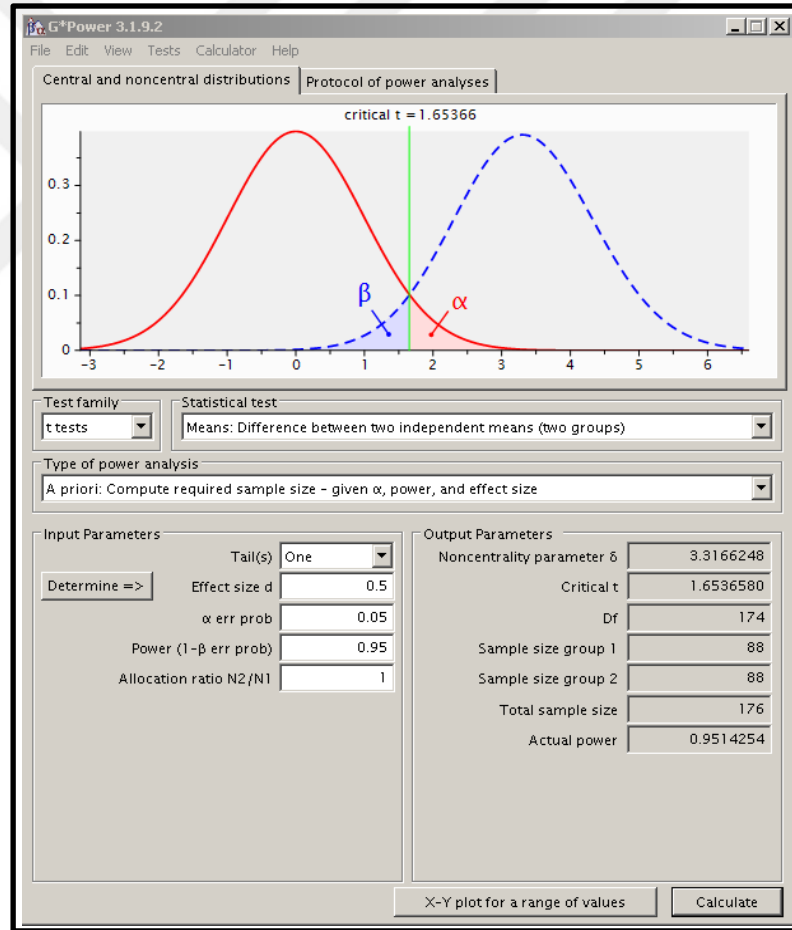 βα G*Power 3.1.9.2
File Edit View Tests Calculator Help
Central and noncentral distributions Protocol of power analyses
critical t = 1.65366
0.3
0.2
0.1
0
β
α
-3 -2 -1 0 1 2 3 4 5 6
Test family
t tests
Statistical test
Means: Difference between two independent means (two groups)
Type of power analysis
A priori: Compute required sample size – given α, power, and effect size
Input Parameters
Tail(s) One
Determine => Effect size d 0.5
α err prob 0.05
Power (1-β err prob) 0.95
Allocation ratio N2/N1 1
Output Parameters
Noncentrality parameter δ 3.3166248
Critical t 1.6536580
Df 174
Sample size group 1 88
Sample size group 2 88
Total sample size 176
Actual power 0.9514254
X-Y plot for a range of values Calculate